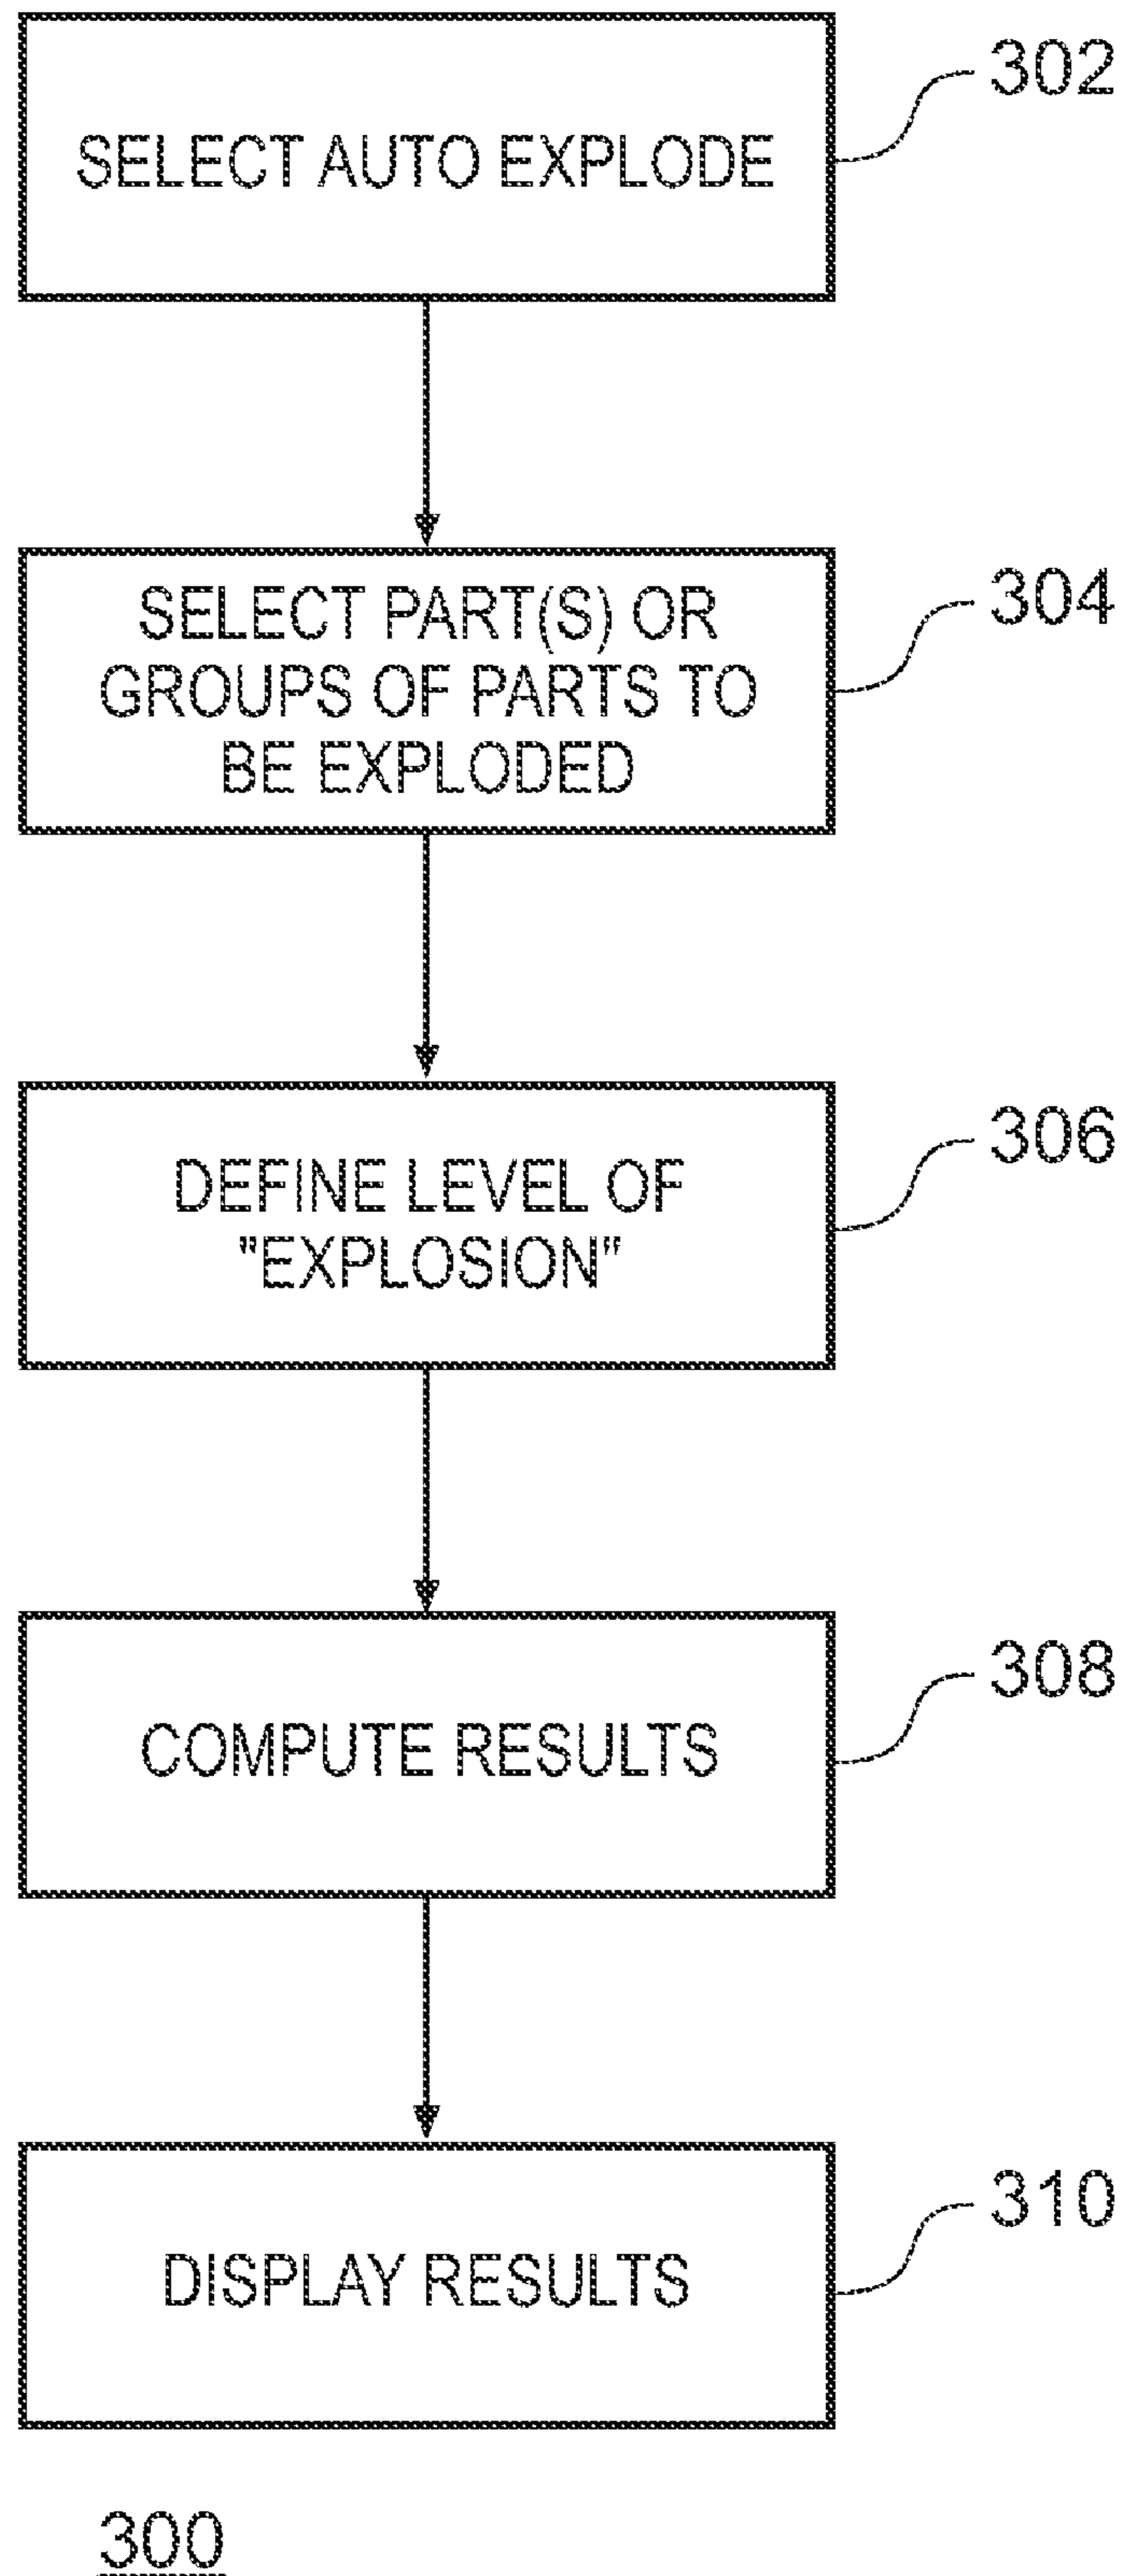 SELECT AUTO EXPLODE
302
SELECT PART(S) OR
GROUPS OF PARTS TO
BE EXPLODED
304
DEFINE LEVEL OF
"EXPLOSION"
306
COMPUTE RESULTS
308
DISPLAY RESULTS
310
300